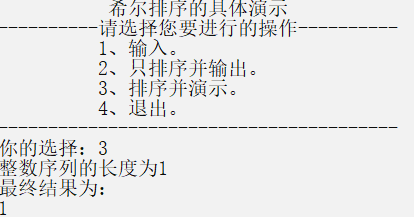 希尔排序的具体演示
----------请选择您要进行的操作----------
1、输入。
2、只排序并输出。
3、排序并演示。
4、退出。
----------------------------------------
你的选择：3
整数序列的长度为1
最终结果为：
1